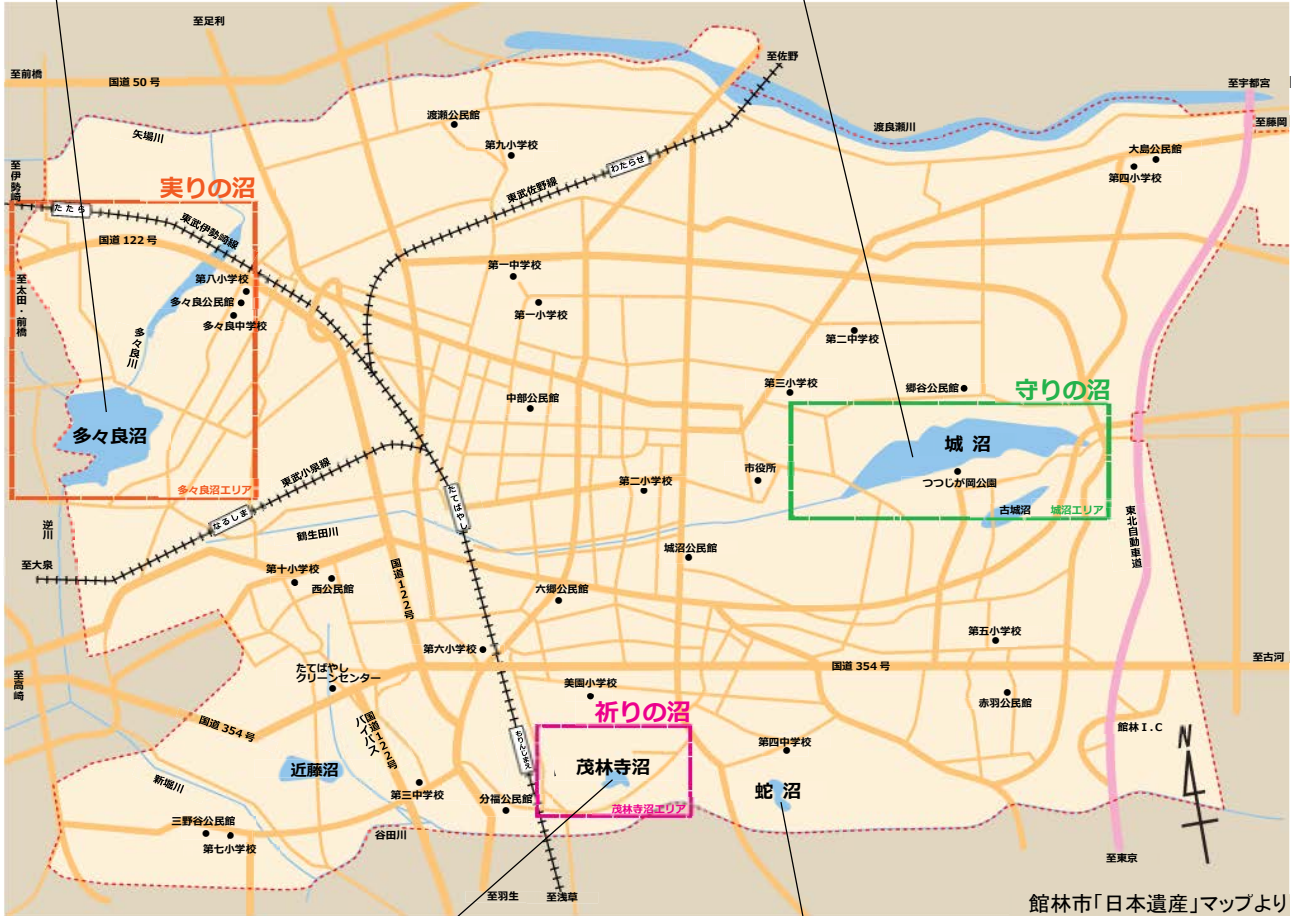 至足利
至佐野
至前橋
国道50号
至宇都宮
至藤岡
渡瀬公民館
渡良瀬川
矢場川
第九小学校
大島公民館
第四小学校
至伊勢崎
わたらせ
東武佐野線
実りの沼
たたら
東武伊勢崎線
国道122号
第一中学校
第八小学校
多々良公民館
多々良中学校
至太田・前橋
第一小学校
多々良川
第二中学校
第三小学校
郷谷公民館
守りの沼
中部公民館
多々良沼
城沼
東武小泉線
市役所
つつじが岡公園
第二小学校
多々良沼エリア
たてばやし
古城沼
城沼エリア
なるしま
逆川
鶴生田川
東北自動車道
城沼公民館
至大泉
第十小学校
西公民館
国道122号
六郷公民館
第五小学校
第六小学校
至古河
国道354号
たてばやし
クリーンセンター
至高崎
美園小学校
赤羽公民館
祈りの沼
国道354号
国道122号
バイパス
もりんじまえ
館林I.C
N
第四中学校
茂林寺沼
近藤沼
蛇沼
新堀川
第三中学校
分福公民館
茂林寺沼エリア
三野谷公民館
第七小学校
谷田川
至東京
至羽生
至浅草
館林市「日本遺産」マップより